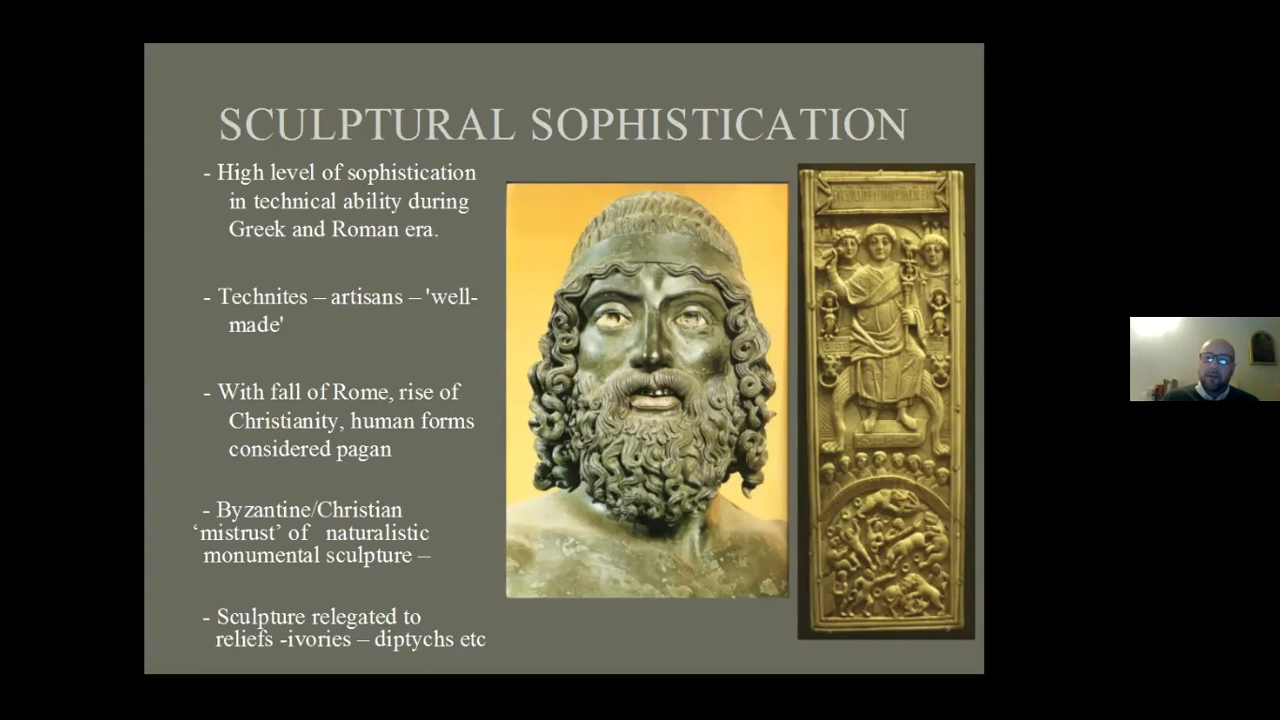 SCULPTURAL SOPHISTICATION
- High level of sophistication
in technical ability during
Greek and Roman era.
- Technites – artisans – 'well-
made'
- With fall of Rome, rise of
Christianity, human forms
considered pagan
- Byzantine/Christian
‘mistrust’ of naturalistic
monumental sculpture –
- Sculpture relegated to
reliefs -ivories – diptychs etc